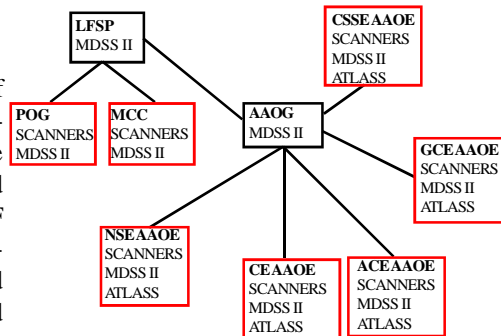 LFSP
MDSS II
CSSEAAOE
SCANNERS
MDSS II
ATLASS
POG
SCANNERS
MDSS II
MCC
SCANNERS
MDSS II
AAOG
MDSS II
GCEAAOE
SCANNERS
MDSS II
ATLASS
NSEAAOE
SCANNERS
MDSS II
ATLASS
CEAAOE
SCANNERS
MDSS II
ATLASS
ACEAAOE
SCANNERS
MDSS II
ATLASS